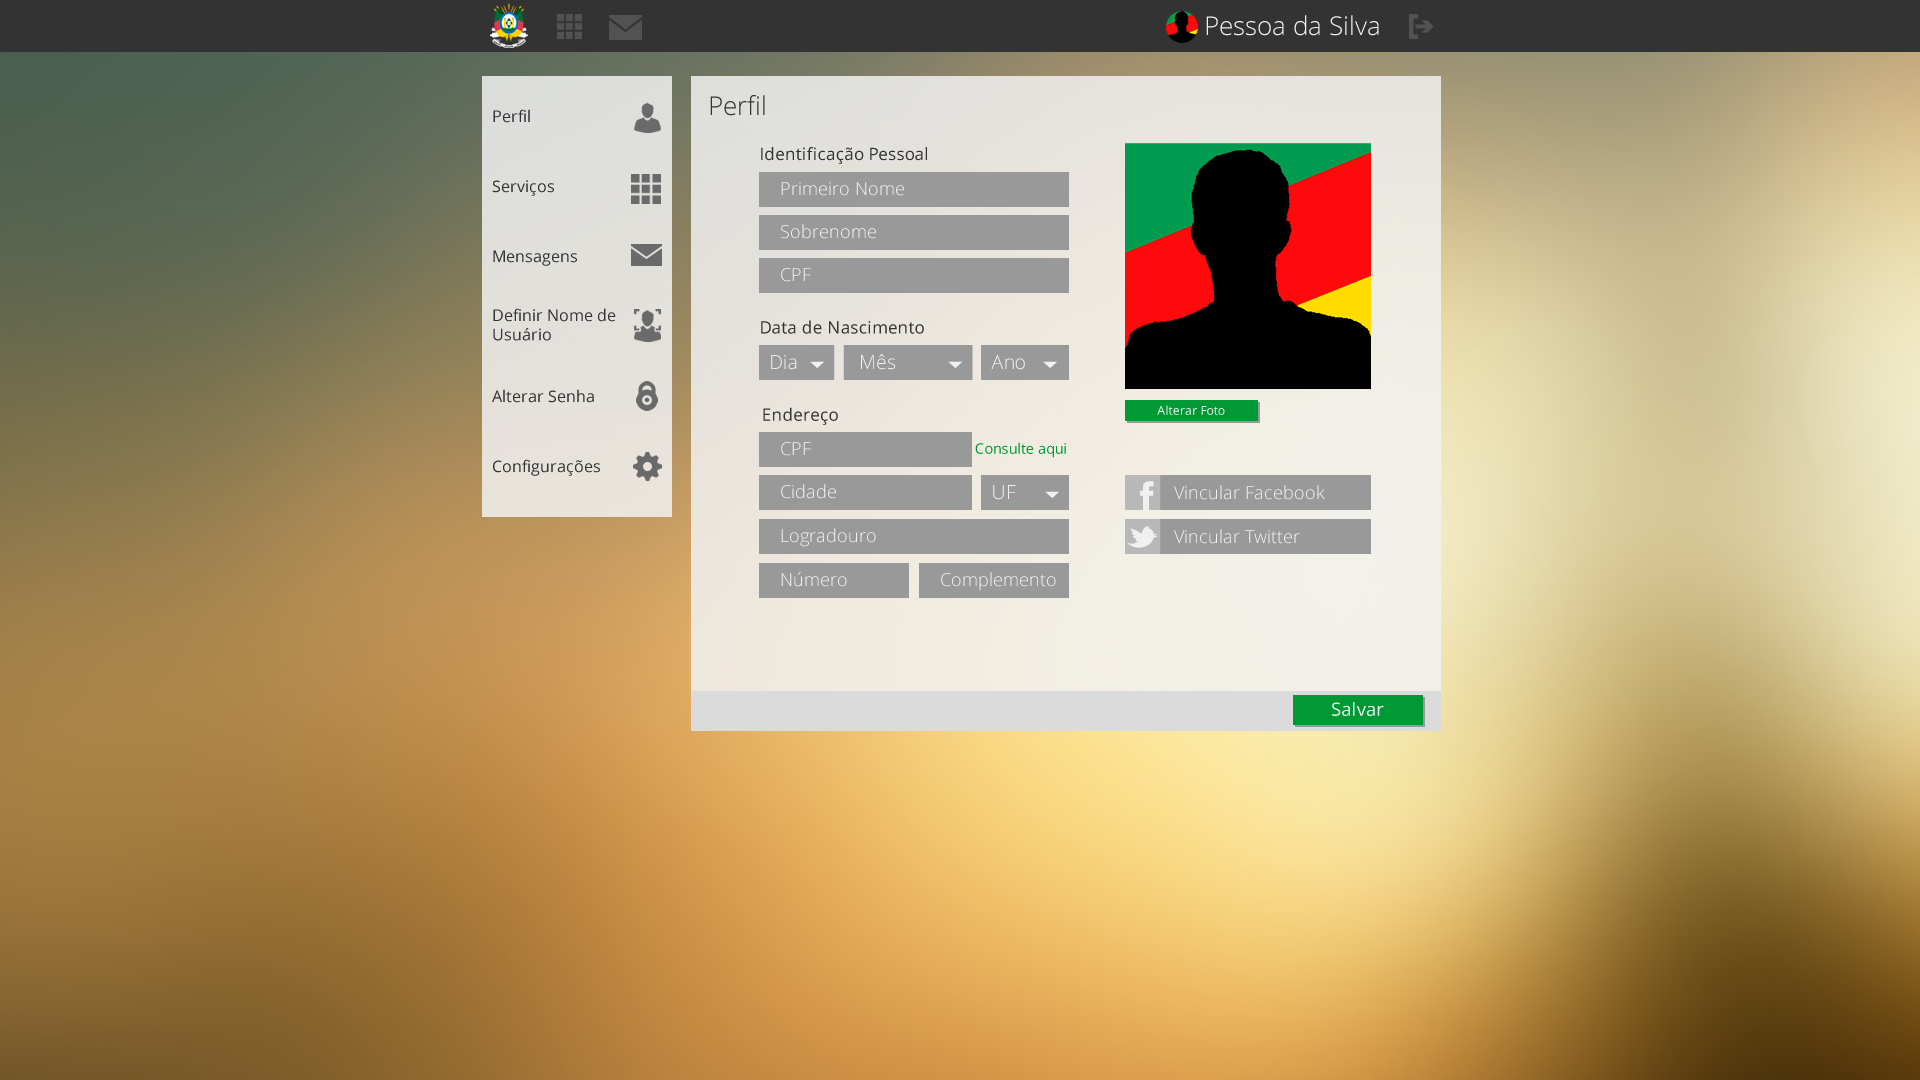 Pessoa da Silva
Perfil
Serviços
Mensagens
Definir Nome de
Usuário
Alterar Senha
Configurações
Perfil
Identificação Pessoal
Primeiro Nome
Sobrenome
CPF
Data de Nascimento
Dia Mês Ano
Endereço
CPF Consulte aqui
Cidade UF
Logradouro
Número Complemento
Alterar Foto
Vincular Facebook
Vincular Twitter
Salvar